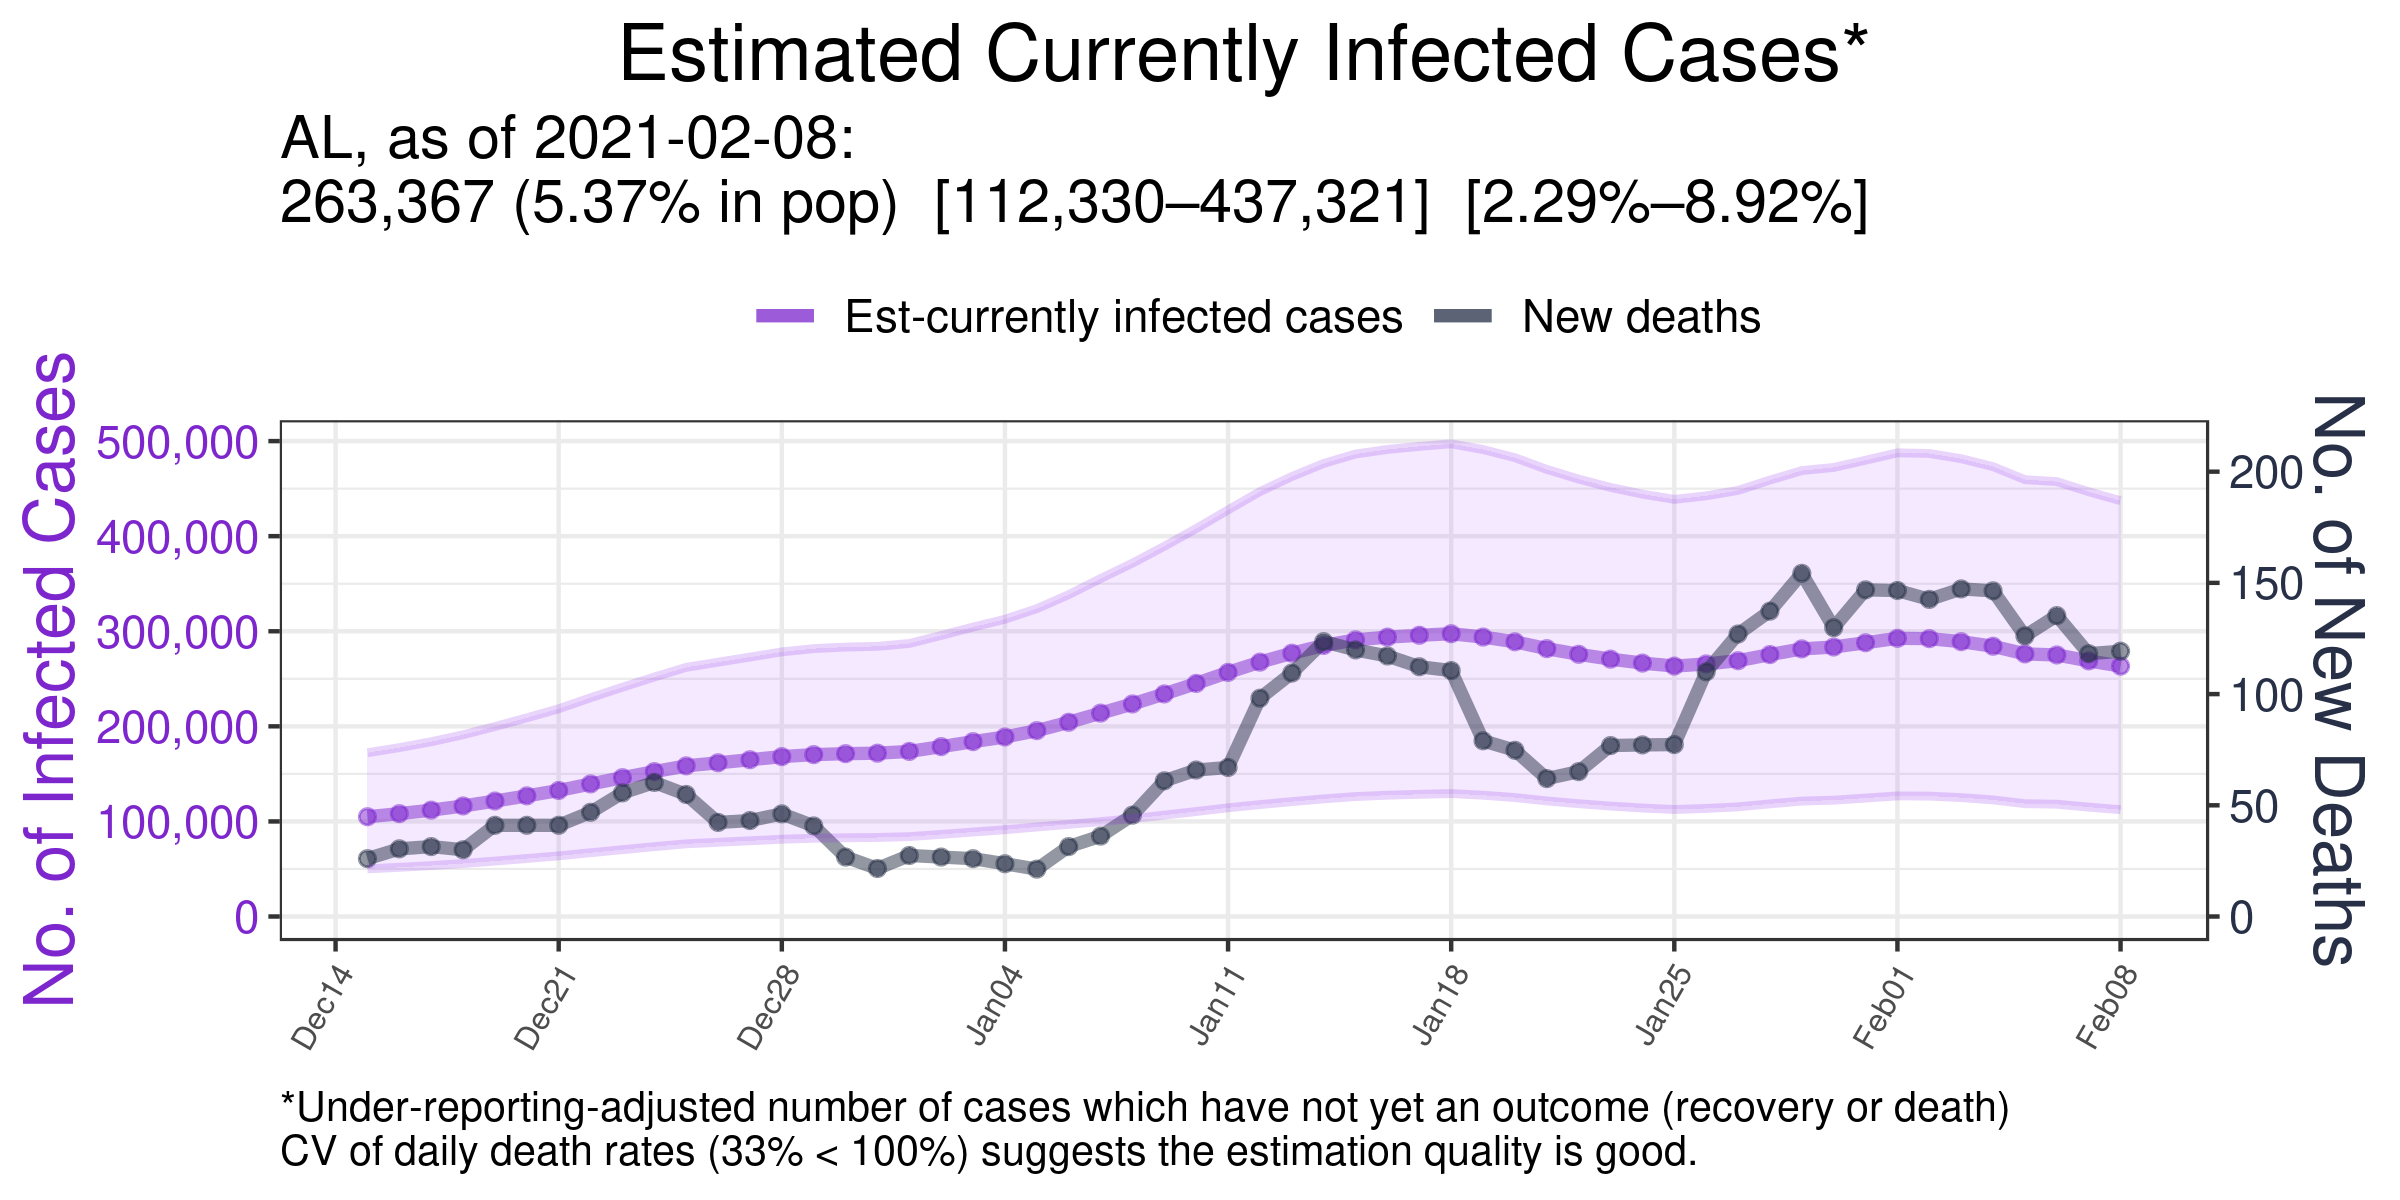 Estimated Currently Infected Cases*
AL, as of 2021-02-08:
263,367 (5.37% in pop) [112,330–437,321] [2.29%–8.92%]
Est-currently infected cases
New deaths
No. of Infected Cases
500,000
400,000
300,000
200,000
100,000
0
No. of New Deaths
200
150
100
50
0
Dec14
Dec21
Dec28
Jan04
Jan11
Jan18
Jan25
Feb01
Feb08
*Under-reporting-adjusted number of cases which have not yet an outcome (recovery or death)
CV of daily death rates (33% < 100%) suggests the estimation quality is good.